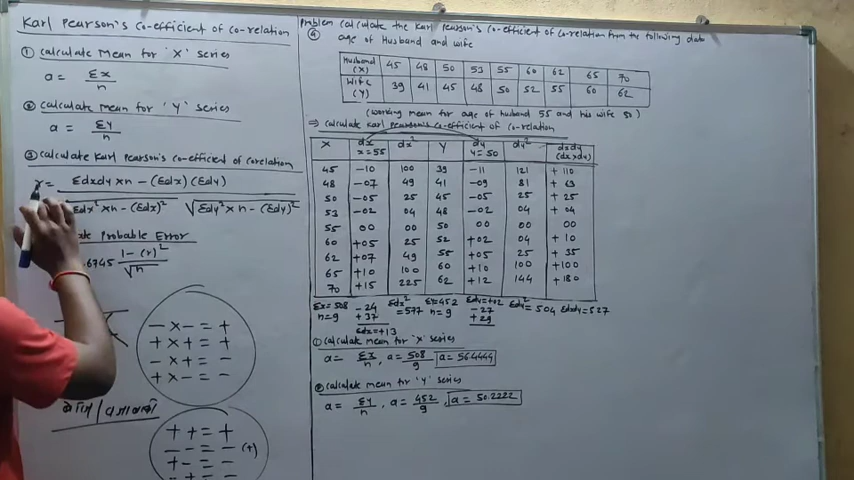 Karl Pearson's Co-efficient of Co-relation
① Calculate Mean for 'X' series
a = Σx/n
② Calculate mean for 'Y' series
a = Σy/n
③ Calculate Karl Pearson's Co-efficient of Corelation
r = Σdxdy×n − (Σdx)(Σdy)
Σdx²×n − (Σdx)² √Σdy²×n − (Σdy)²
Probable Error
.6745 1−(r)²/√n
− × − = +
+ × + = +
− × + = −
+ × − = −
+ + = +
− − = − (+)
+ − = −
Problem Calculate the Karl Pearson's Co-efficient of Co-relation from the following data
④ age of Husband and wife
Husband (X) 45 48 50 53 55 60 62 65 70
Wife (Y) 39 41 45 48 50 52 55 60 62
(Working mean for age of husband 55 and his wife 50)
⇒ Calculate Karl Pearson's Co-efficient of Co-relation
X dx x=55 dx² Y dy y=50 dy² dxdy (dx×dy)
45 −10 100 39 −11 121 +110
48 −07 49 41 −09 81 +63
50 −05 25 45 −05 25 +25
53 −02 04 48 −02 04 +04
55 00 00 50 00 00 00
60 +05 25 52 +02 04 +10
62 +07 49 55 +05 25 +35
65 +10 100 60 +10 100 +100
70 +15 225 62 +12 144 +180
Σx=508 −24 Σdx² Σy=452 Σdy=+02 Σdy²=504 Σdxdy=527
n=9 +37 =577 n=9 −27
Σdx=+13 +29
① Calculate mean for 'X' series
a = Σx/n, a = 508/9 a = 56.4444
② Calculate mean for 'Y' series
a = Σy/n, a = 452/9, a = 50.2222